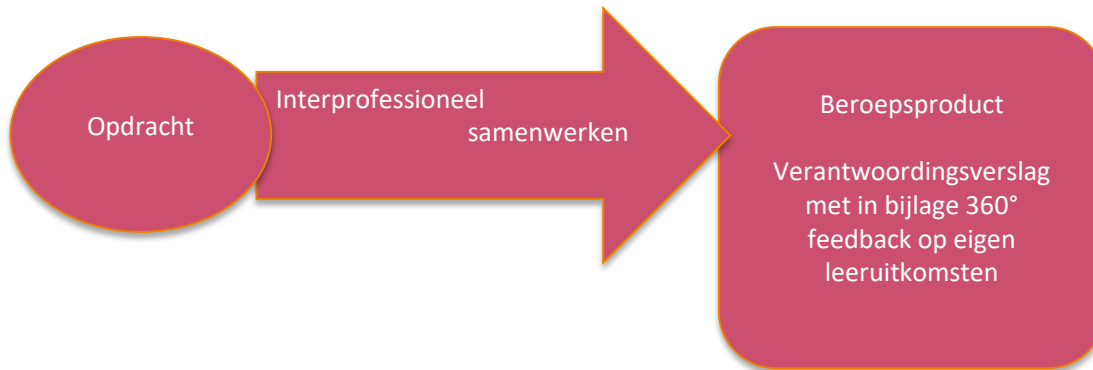 Opdracht
Interprofessioneel
samenwerken
Beroepsproduct
Verantwoordingsverslag
met in bijlage 360°
feedback op eigen
leeruitkomsten